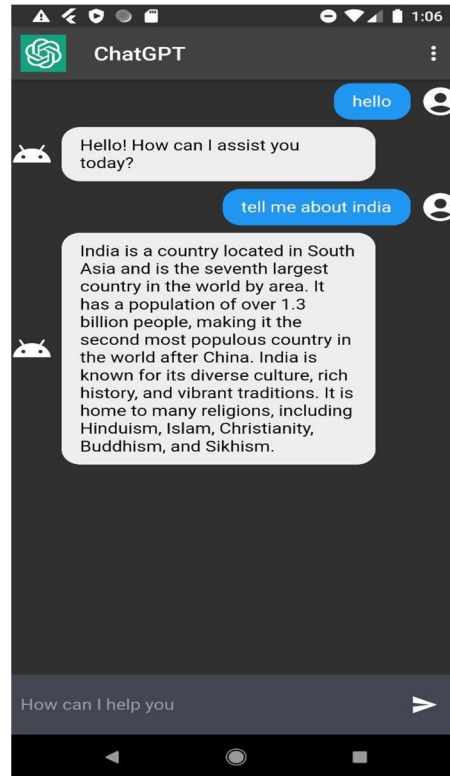 1:06
ChatGPT
hello
Hello! How can I assist you
today?
tell me about india
India is a country located in South
Asia and is the seventh largest
country in the world by area. It
has a population of over 1.3
billion people, making it the
second most populous country in
the world after China. India is
known for its diverse culture, rich
history, and vibrant traditions. It is
home to many religions, including
Hinduism, Islam, Christianity,
Buddhism, and Sikhism.
How can I help you